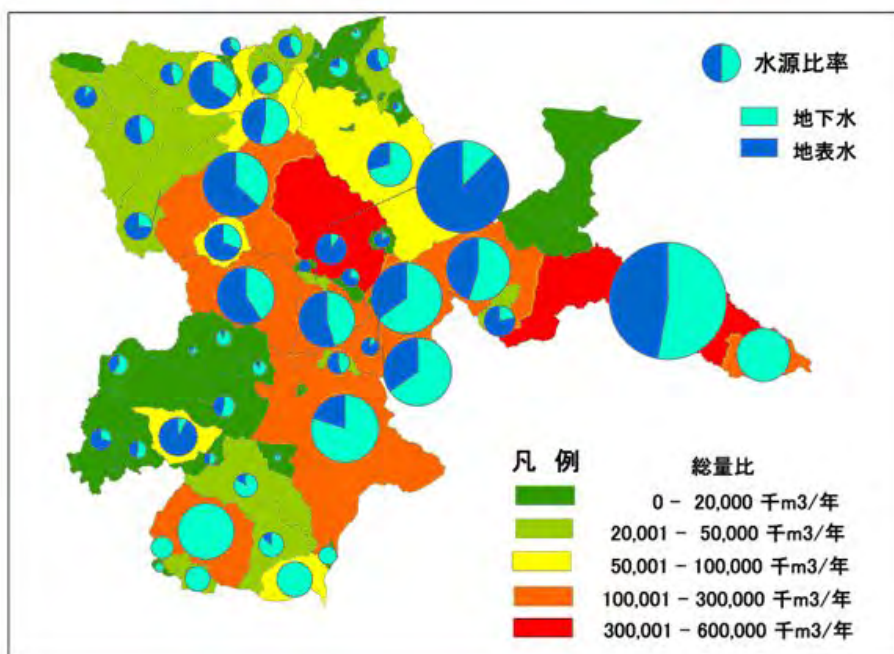 水源比率
地下水
地表水
凡 例
総量比
0 - 20,000 千m3/年
20,001 - 50,000 千m3/年
50,001 - 100,000 千m3/年
100,001 - 300,000 千m3/年
300,001 - 600,000 千m3/年